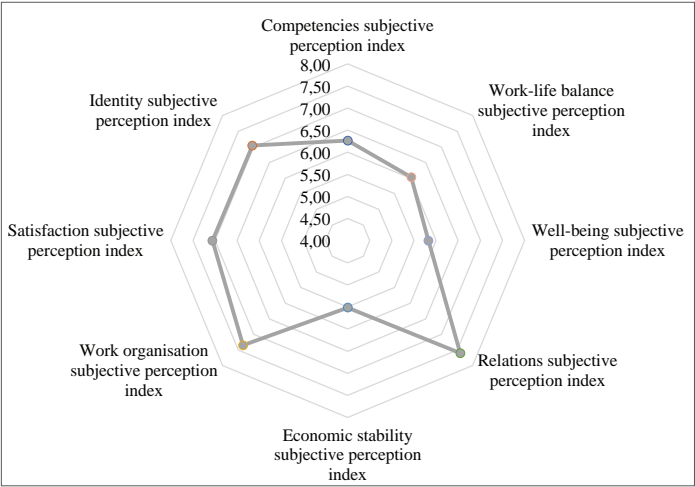 Competencies subjective
perception index
8,00
7,50
7,00
6,50
6,00
5,50
5,00
4,50
4,00
Work-life balance
subjective perception
index
Well-being subjective
perception index
Relations subjective
perception index
Economic stability
subjective perception
index
Work organisation
subjective perception
index
Satisfaction subjective
perception index
Identity subjective
perception index